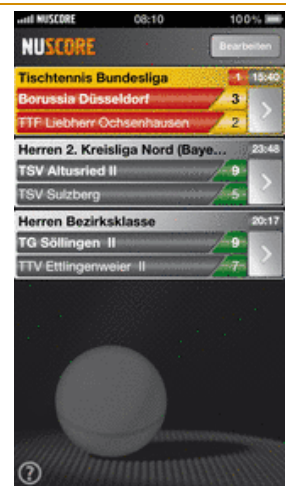 NUSCORE 08:10 100%
NUSCORE Bearbeiten
Tischtennis Bundesliga 1 15:40
Borussia Düsseldorf 3
TTF Liebherr Ochsenhausen 2
Herren 2. Kreisliga Nord (Baye... 23:48
TSV Altusried II 9
TSV Sulzberg 5
Herren Bezirksklasse 20:17
TG Söllingen II 9
TTV Ettlingenweier II 7
?